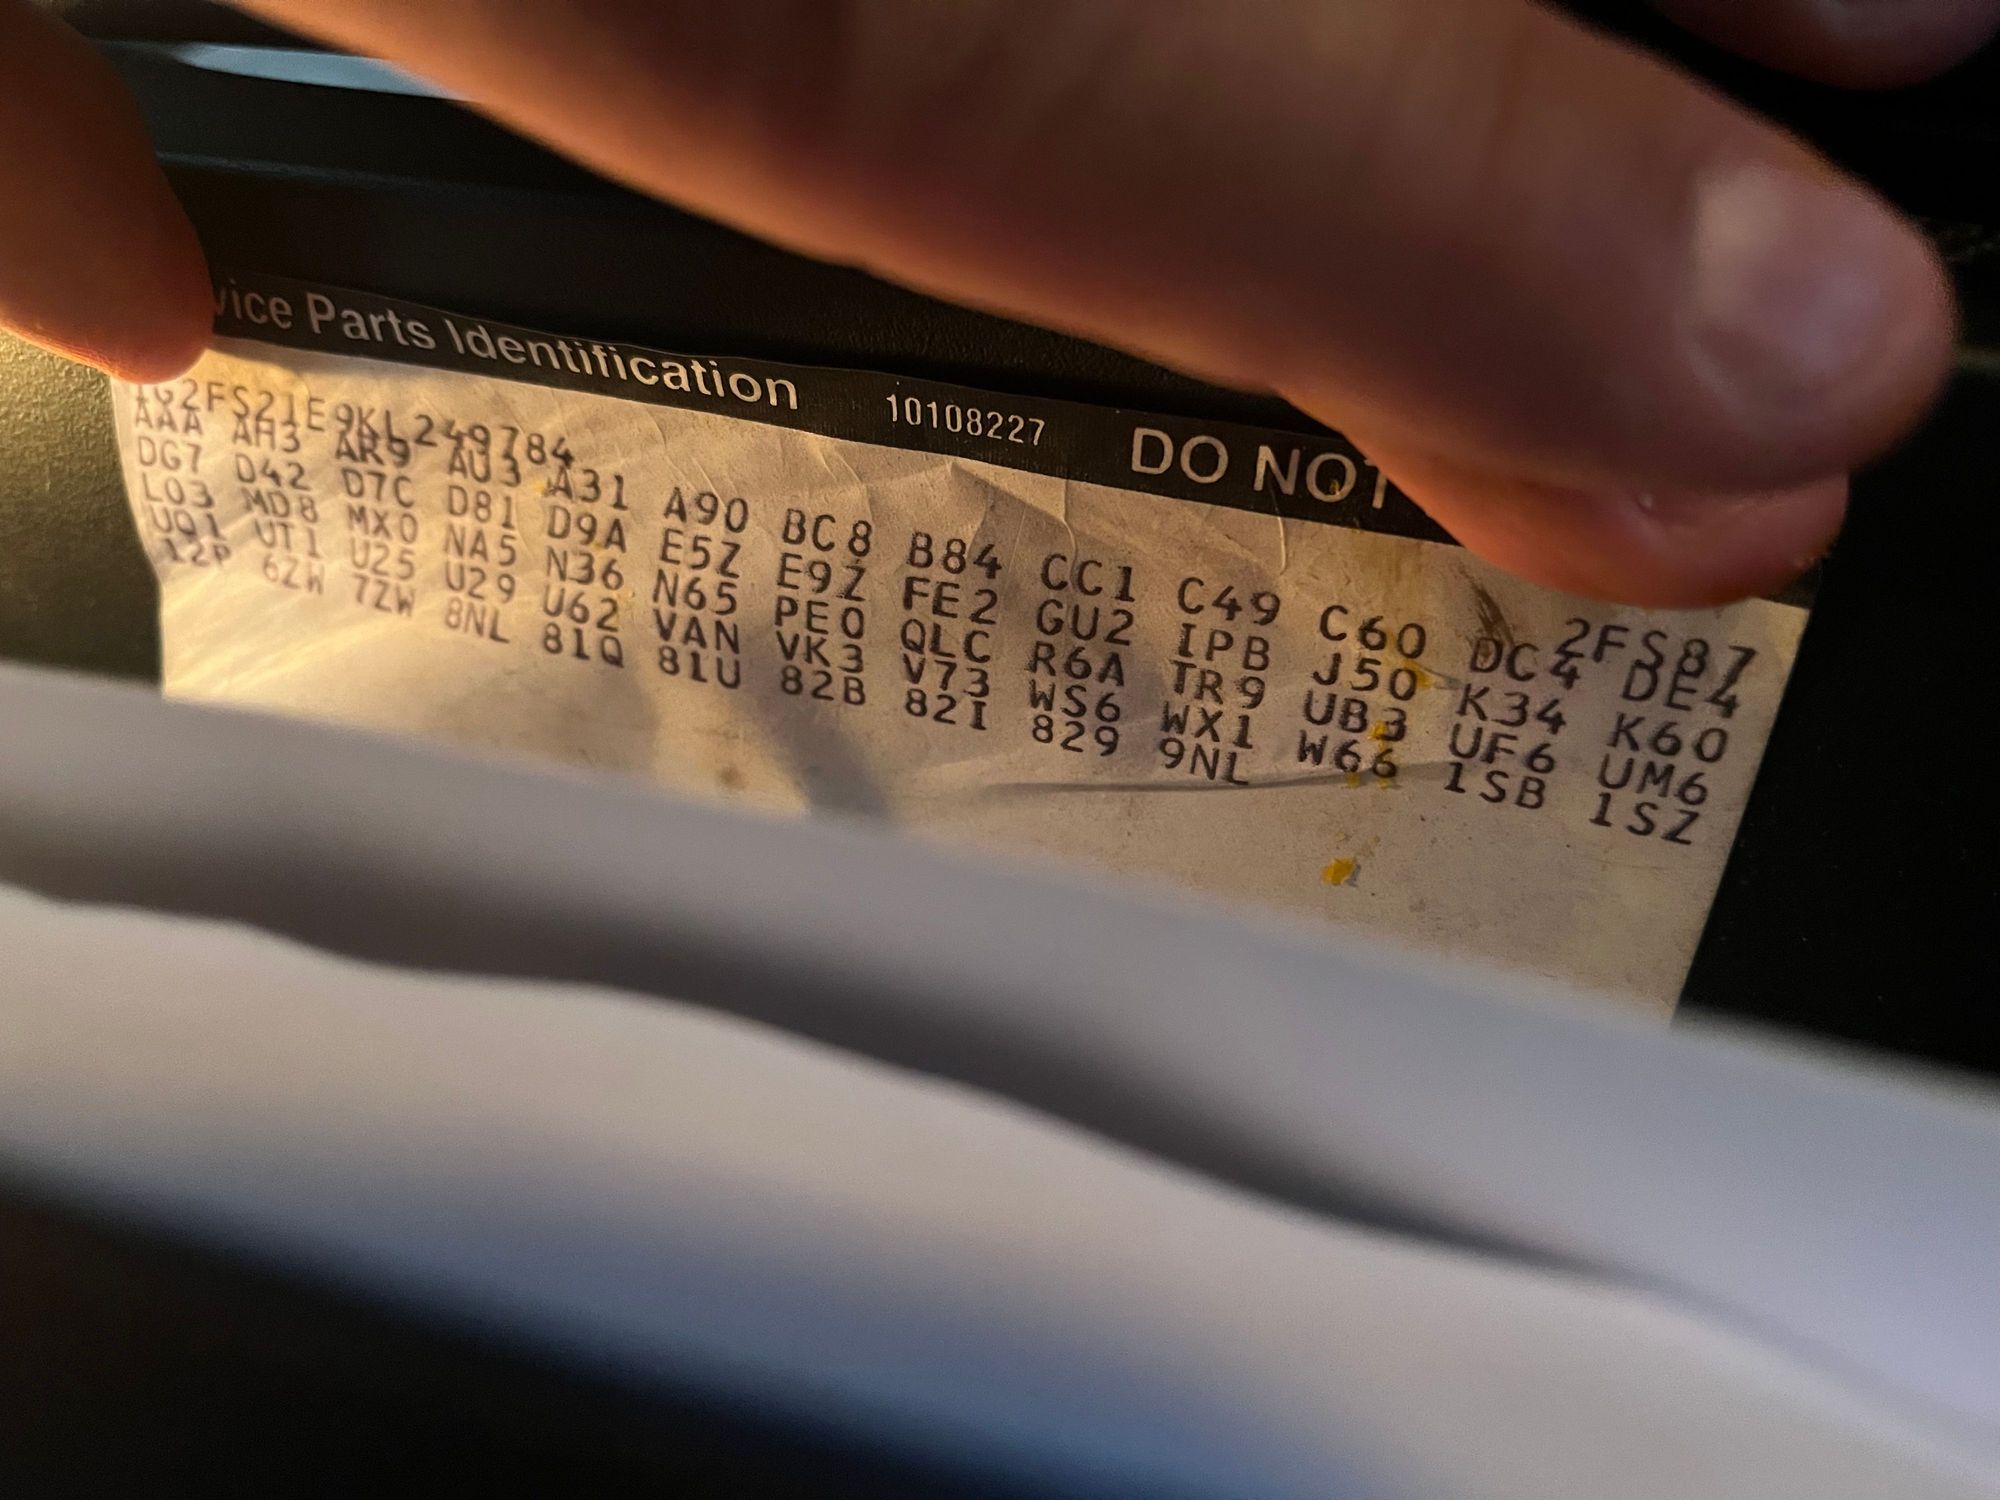 vice Parts Identification 10108227 DO NOT
1G2FS21E9KL249784 2FS87
AAA AH3 AR9 AU3 A31 A90 BC8 B84 CC1 C49 C60 DC4 DE4
DG7 D42 D7C D81 D9A E5Z E9Z FE2 GU2 IPB J50 K34 K60
L03 MD8 MX0 NA5 N36 N65 PE0 QLC R6A TR9 UB3 UF6 UM6
UQ1 UT1 U25 U29 U62 VAN VK3 V73 WS6 WX1 W66 1SB 1SZ
12P 6ZW 7ZW 8NL 81Q 81U 82B 82I 829 9NL